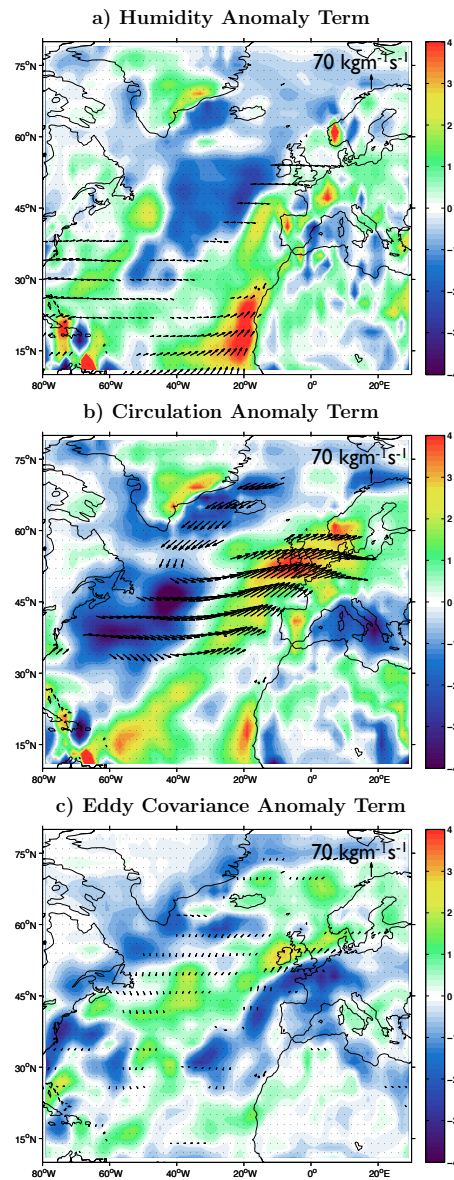 a) Humidity Anomaly Term
70 kgm-1s-1
75°N
60°N
45°N
30°N
15°N
80°W 60°W 40°W 20°W 0° 20°E
4
3
2
1
0
b) Circulation Anomaly Term
70 kgm-1s-1
75°N
60°N
45°N
30°N
15°N
80°W 60°W 40°W 20°W 0° 20°E
4
3
2
1
0
c) Eddy Covariance Anomaly Term
70 kgm-1s-1
75°N
60°N
45°N
30°N
15°N
80°W 60°W 40°W 20°W 0° 20°E
4
3
2
1
0